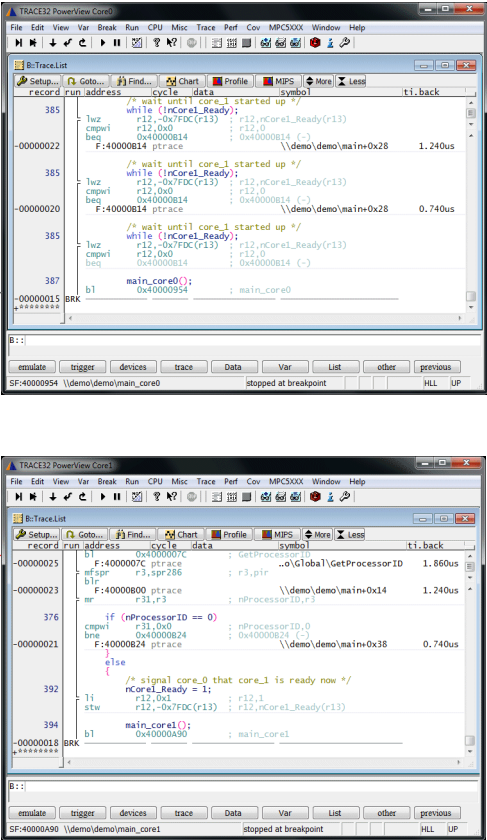 TRACE32 PowerView Core0
File Edit View Var Break Run CPU Misc Trace Perf Cov MPC5XXX Window Help
B::Trace.List
Setup... Goto... Find... Chart Profile MIPS More Less
record run address cycle data symbol ti.back
/* wait until core_1 started up */
385 while (!nCore1_Ready);
lwz r12,-0x7FDC(r13) ; r12,nCore1_Ready(r13)
cmpwi r12,0x0 ; r12,0
beq 0x40000B14 ; 0x40000B14 (-)
-00000022 F:40000B14 ptrace \\demo\demo\main+0x28 1.240us
/* wait until core_1 started up */
385 while (!nCore1_Ready);
lwz r12,-0x7FDC(r13) ; r12,nCore1_Ready(r13)
cmpwi r12,0x0 ; r12,0
beq 0x40000B14 ; 0x40000B14 (-)
-00000020 F:40000B14 ptrace \\demo\demo\main+0x28 0.740us
/* wait until core_1 started up */
385 while (!nCore1_Ready);
lwz r12,-0x7FDC(r13) ; r12,nCore1_Ready(r13)
cmpwi r12,0x0 ; r12,0
beq 0x40000B14 ; 0x40000B14 (-)
387 main_core0();
bl 0x40000954 ; main_core0
-00000015 BRK
+********
B::
emulate trigger devices trace Data Var List other previous
SF:40000954 \\demo\demo\main_core0 stopped at breakpoint HLL UP
TRACE32 PowerView Core1
File Edit View Var Break Run CPU Misc Trace Perf Cov MPC5XXX Window Help
B::Trace.List
Setup... Goto... Find... Chart Profile MIPS More Less
record run address cycle data symbol ti.back
bl 0x4000007C ; GetProcessorID
-00000025 F:4000007C ptrace ..o\Global\GetProcessorID 1.860us
mfspr r3,spr286 ; r3,pir
blr
-00000023 F:40000B00 ptrace \\demo\demo\main+0x14 1.240us
mr r31,r3 ; nProcessorID,r3
376 if (nProcessorID == 0)
cmpwi r31,0x0 ; nProcessorID,0
bne 0x40000B24 ; 0x40000B24 (-)
-00000021 F:40000B24 ptrace \\demo\demo\main+0x38 0.740us
}
else
{
/* signal core_0 that core_1 is ready now */
392 nCore1_Ready = 1;
li r12,0x1 ; r12,1
stw r12,-0x7FDC(r13) ; r12,nCore1_Ready(r13)
394 main_core1();
bl 0x40000A90 ; main_core1
-00000018 BRK
+********
B::
emulate trigger devices trace Data Var List other previous
SF:40000A90 \\demo\demo\main_core1 stopped at breakpoint HLL UP